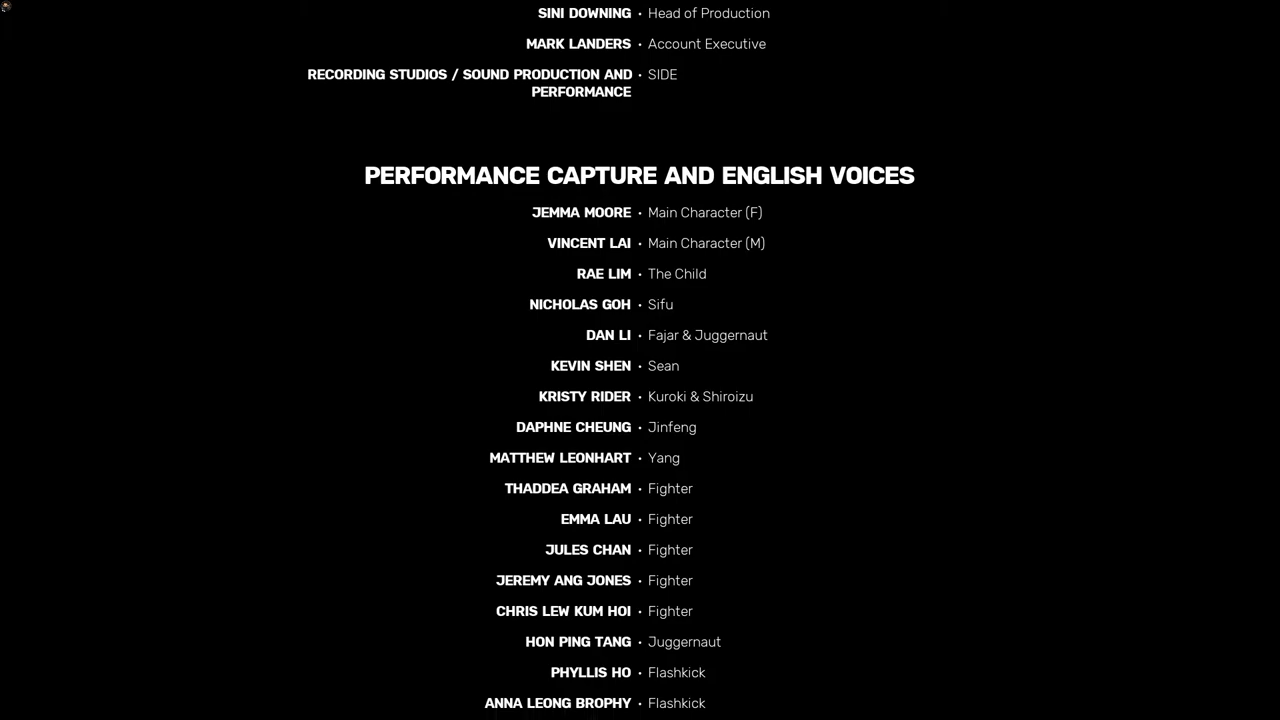 SINI DOWNING • Head of Production
MARK LANDERS • Account Executive
RECORDING STUDIOS / SOUND PRODUCTION AND • SIDE
PERFORMANCE
PERFORMANCE CAPTURE AND ENGLISH VOICES
JEMMA MOORE • Main Character (F)
VINCENT LAI • Main Character (M)
RAE LIM • The Child
NICHOLAS GOH • Sifu
DAN LI • Fajar & Juggernaut
KEVIN SHEN • Sean
KRISTY RIDER • Kuroki & Shiroizu
DAPHNE CHEUNG • Jinfeng
MATTHEW LEONHART • Yang
THADDEA GRAHAM • Fighter
EMMA LAU • Fighter
JULES CHAN • Fighter
JEREMY ANG JONES • Fighter
CHRIS LEW KUM HOI • Fighter
HON PING TANG • Juggernaut
PHYLLIS HO • Flashkick
ANNA LEONG BROPHY • Flashkick